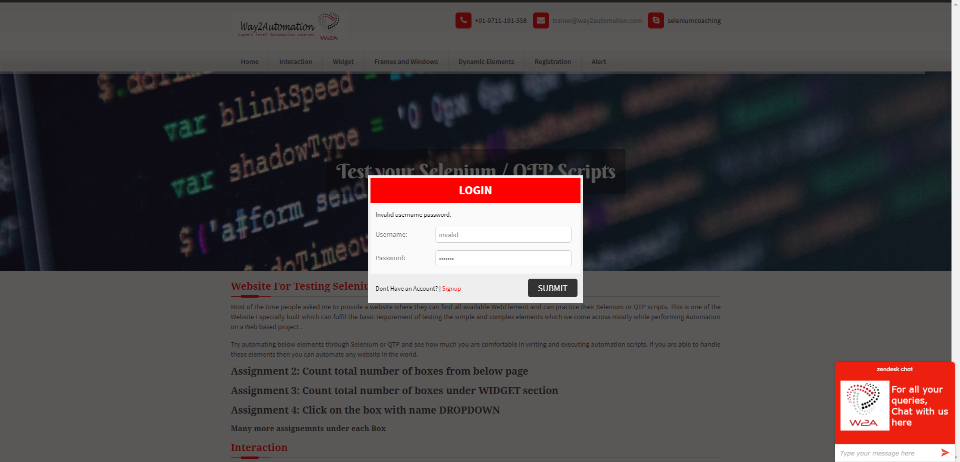 Way2Automation
W2A
+91-9711-191-558
trainer@way2automation.com
seleniumcoaching
Home
Interaction
Widget
Frames and Windows
Dynamic Elements
Registration
Alert
var blinkSpeed
var shadowType
var
$('a#form_send
doTimeout
Test your Selenium / QTP Scripts
LOGIN
Invalid username password.
Username:
invalid
Password:
•••••••
Dont Have an Account? | Signup
SUBMIT
Website For Testing
Most of the time people asked me to provide a website where they can find all available WebElement and can practice their Selenium or QTP scripts. This is one of the
Website I specially built which can fulfil the basic requirement of testing the simple and complex elements which we come across mostly while performing Automation
on a Web based project .
Try automating below elements through Selenium or QTP and see how much you are comfortable in writing and executing automation scripts. If you are able to handle
these elements then you can automate any website in the world.
Assignment 2: Count total number of boxes from below page
Assignment 3: Count total number of boxes under WIDGET section
Assignment 4: Click on the box with name DROPDOWN
Many more assignemnts under each Box
Interaction
zendesk chat
W2A
For all your
queries,
Chat with us
here
Type your message here